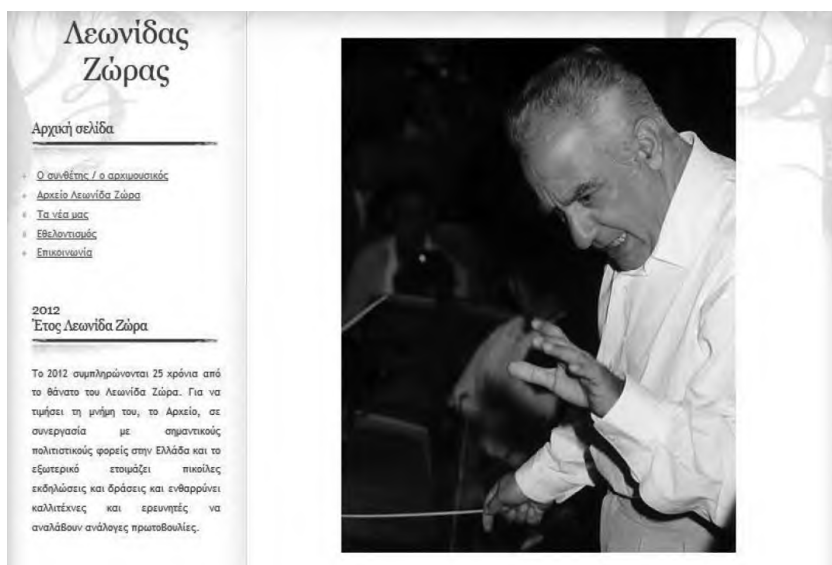 Λεωνίδας
Ζώρας
Αρχική σελίδα
Ο συνθέτης / ο αρχιμουσικός
Αρχείο Λεωνίδα Ζώρα
Τα νέα μας
Εθελοντισμός
Επικοινωνία
2012
Έτος Λεωνίδα Ζώρα
Το 2012 συμπληρώνονται 25 χρόνια από
το θάνατο του Λεωνίδα Ζώρα. Για να
τιμήσει τη μνήμη του, το Αρχείο, σε
συνεργασία με σημαντικούς
πολιτιστικούς φορείς στην Ελλάδα και το
εξωτερικό ετοιμάζει πικοίλες
εκδηλώσεις και δράσεις και ενθαρρύνει
καλλιτέχνες και ερευνητές να
αναλάβουν ανάλογες πρωτοβουλίες.